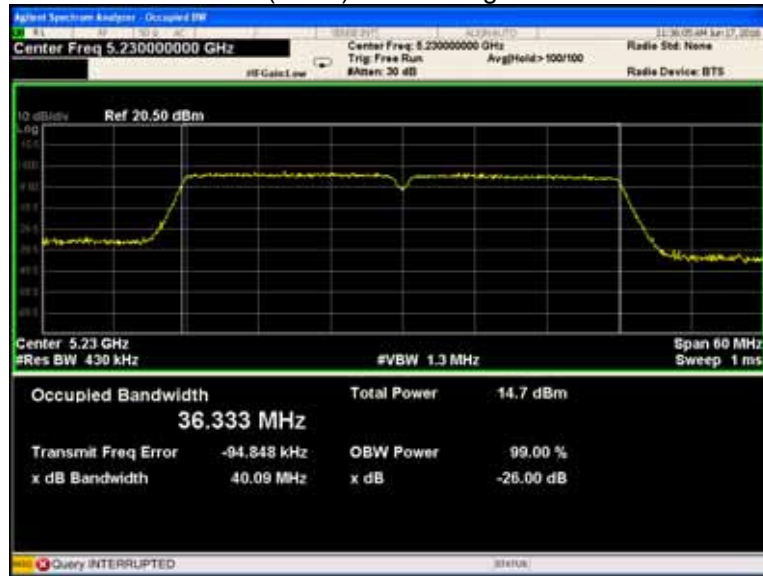 Agilent Spectrum Analyzer - Occupied BW
Center Freq 5.230000000 GHz
#IFGain:Low
Center Freq: 5.230000000 GHz
Trig: Free Run
Avg|Hold>100/100
#Atten: 30 dB
Radio Std: None
Radio Device: BTS
10 dB/div
Ref 20.50 dBm
Log
Center 5.23 GHz
Span 60 MHz
#Res BW 430 kHz
#VBW 1.3 MHz
Sweep 1 ms
Occupied Bandwidth
36.333 MHz
Total Power
14.7 dBm
Transmit Freq Error
-94.848 kHz
OBW Power
99.00 %
x dB Bandwidth
40.09 MHz
x dB
-26.00 dB
MSG
Query INTERRUPTED
STATUS